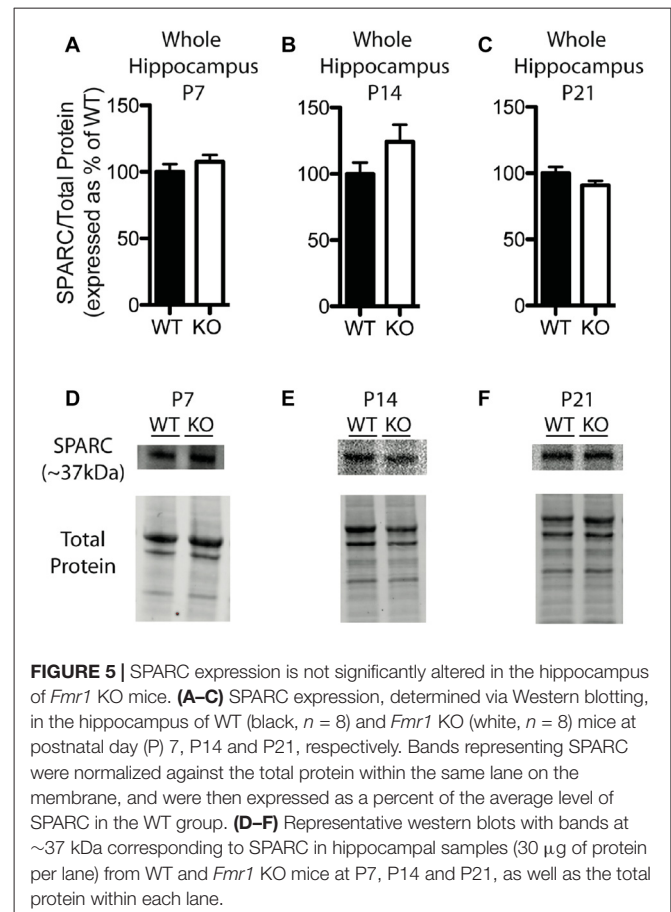 A
Whole
Hippocampus
P7
B
Whole
Hippocampus
P14
C
Whole
Hippocampus
P21
SPARC/Total Protein
(expressed as % of WT)
150
100
50
0
WT KO
150
100
50
0
WT KO
150
100
50
0
WT KO
D
P7
WT KO
E
P14
WT KO
F
P21
WT KO
SPARC
(~37kDa)
Total
Protein
FIGURE 5 | SPARC expression is not significantly altered in the hippocampus
of Fmr1 KO mice. (A–C) SPARC expression, determined via Western blotting,
in the hippocampus of WT (black, n = 8) and Fmr1 KO (white, n = 8) mice at
postnatal day (P) 7, P14 and P21, respectively. Bands representing SPARC
were normalized against the total protein within the same lane on the
membrane, and were then expressed as a percent of the average level of
SPARC in the WT group. (D–F) Representative western blots with bands at
∼37 kDa corresponding to SPARC in hippocampal samples (30 μg of protein
per lane) from WT and Fmr1 KO mice at P7, P14 and P21, as well as the total
protein within each lane.